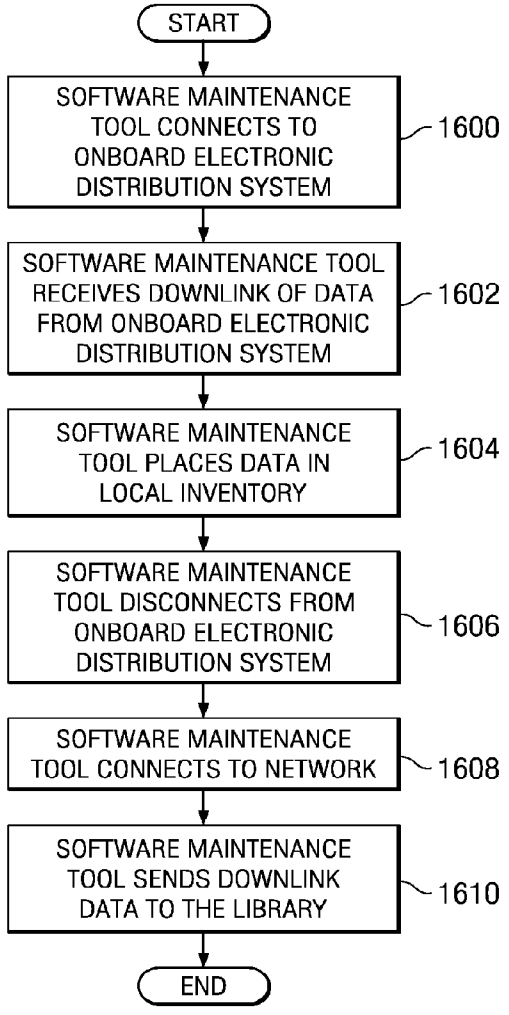 START
SOFTWARE MAINTENANCE
TOOL CONNECTS TO
ONBOARD ELECTRONIC
DISTRIBUTION SYSTEM
1600
SOFTWARE MAINTENANCE TOOL
RECEIVES DOWNLINK OF DATA
FROM ONBOARD ELECTRONIC
DISTRIBUTION SYSTEM
1602
SOFTWARE MAINTENANCE
TOOL PLACES DATA IN
LOCAL INVENTORY
1604
SOFTWARE MAINTENANCE
TOOL DISCONNECTS FROM
ONBOARD ELECTRONIC
DISTRIBUTION SYSTEM
1606
SOFTWARE MAINTENANCE
TOOL CONNECTS TO NETWORK
1608
SOFTWARE MAINTENANCE
TOOL SENDS DOWNLINK
DATA TO THE LIBRARY
1610
END